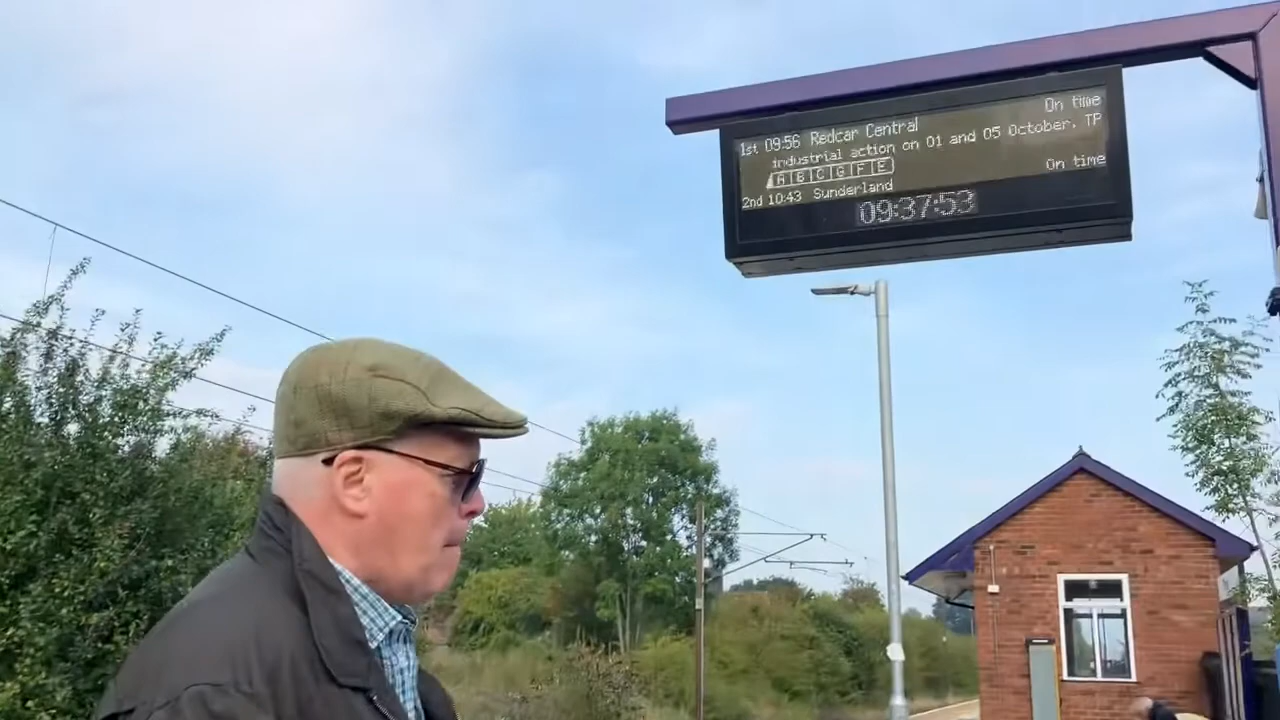 1st 09:56 Redcar Central On time
industrial action on 01 and 05 October. TP
A B C G F E
2nd 10:43 Sunderland On time
09:37:53